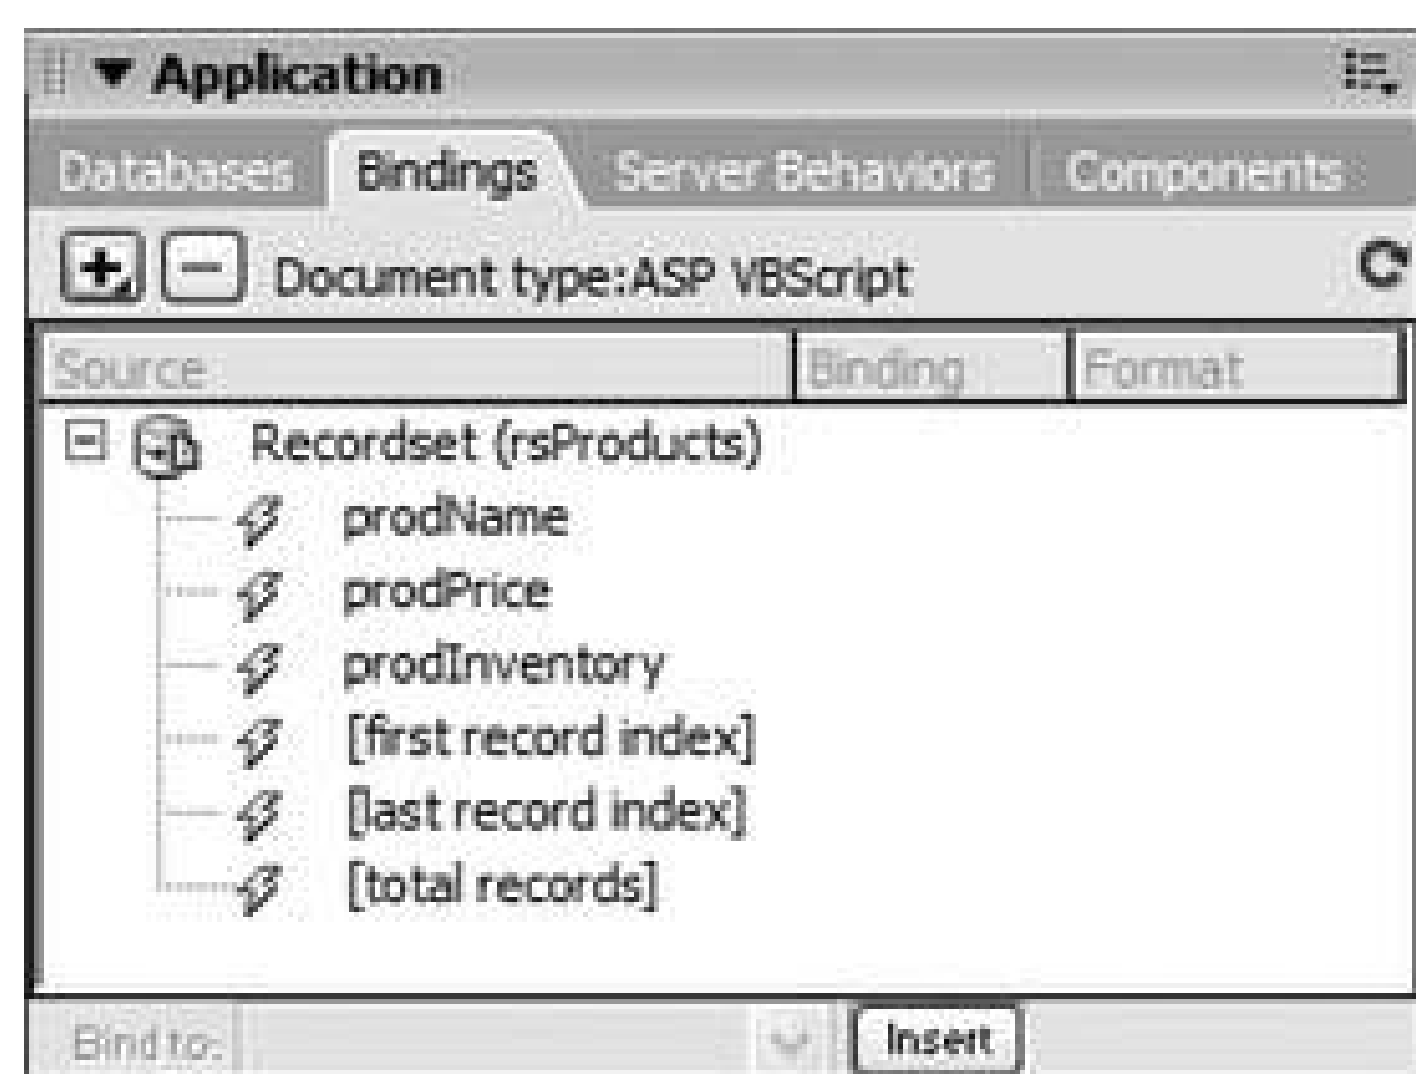 Application
Databases Bindings Server Behaviors Components
Document type:ASP VBScript
Source Binding Format
Recordset (rsProducts)
prodName
prodPrice
prodInventory
[first record index]
[last record index]
[total records]
Bind to: Insert